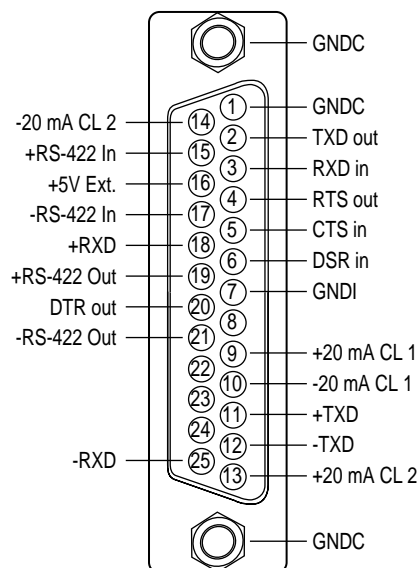 GNDC
1 GNDC
-20 mA CL 2 14
2 TXD out
+RS-422 In 15
3 RXD in
+5V Ext. 16
4 RTS out
-RS-422 In 17
5 CTS in
+RXD 18
6 DSR in
+RS-422 Out 19
7 GNDI
DTR out 20
8
-RS-422 Out 21
9 +20 mA CL 1
22
10 -20 mA CL 1
23
11 +TXD
24
12 -TXD
-RXD 25
13 +20 mA CL 2
GNDC